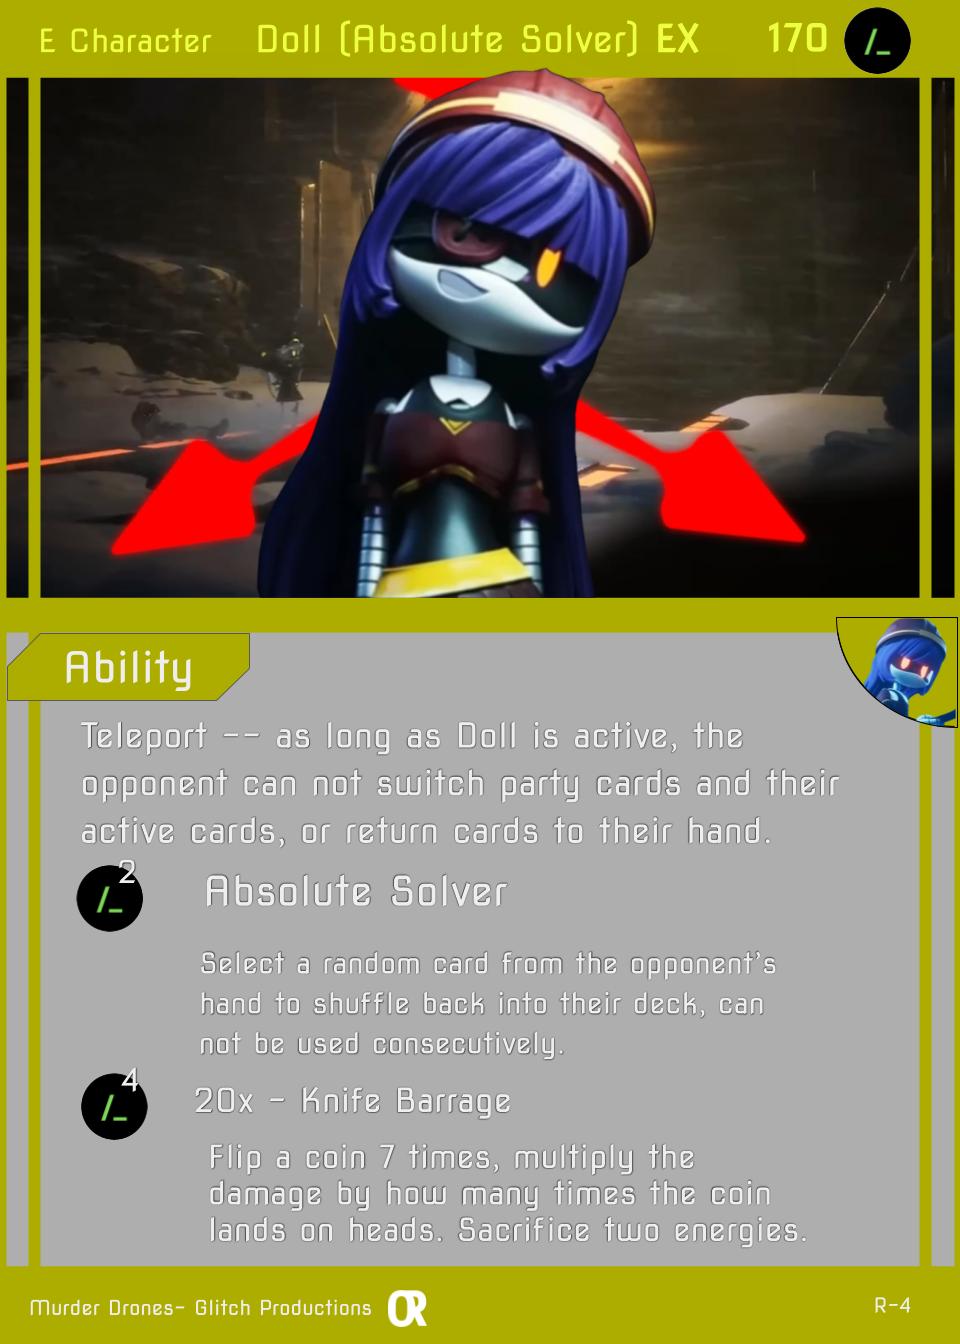 E Character Doll (Absolute Solver) EX 170 /_
Ability
Teleport -- as long as Doll is active, the
opponent can not switch party cards and their
active cards, or return cards to their hand.
/_ 2 Absolute Solver
Select a random card from the opponent's
hand to shuffle back into their deck, can
not be used consecutively.
/_ 4 20x - Knife Barrage
Flip a coin 7 times, multiply the
damage by how many times the coin
lands on heads. Sacrifice two energies.
Murder Drones- Glitch Productions OR R-4